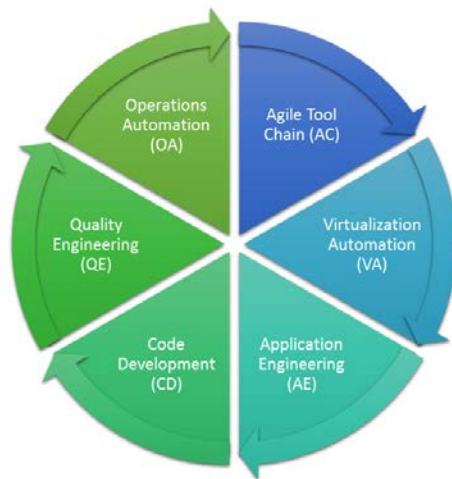 Operations
Automation
(OA)
Agile Tool
Chain (AC)
Quality
Engineering
(QE)
Virtualization
Automation
(VA)
Code
Development
(CD)
Application
Engineering
(AE)